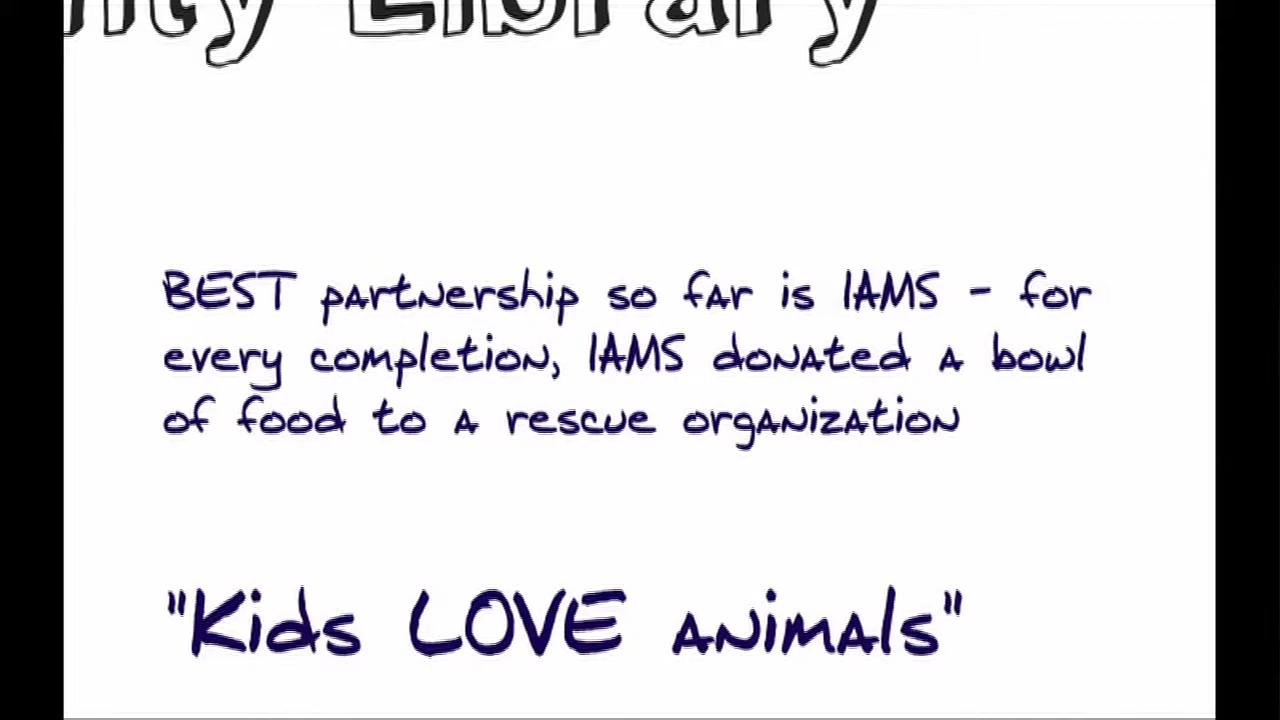 Library
BEST partnership so far is IAMS - for
every completion, IAMS donated a bowl
of food to a rescue organization
"Kids LOVE animals"